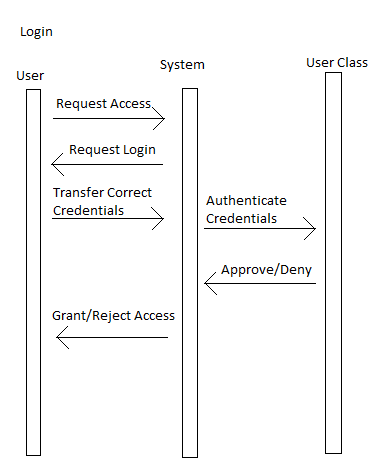 Login
User
System
User Class
Request Access
Request Login
Transfer Correct
Credentials
Authenticate
Credentials
Approve/Deny
Grant/Reject Access